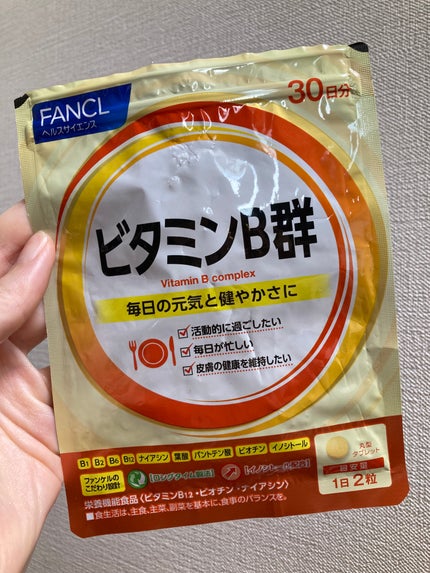 FANCL
ヘルスサイエンス
30日分
ビタミンB群
Vitamin B complex
毎日の元気と健やかさに
活動的に過ごしたい
毎日が忙しい
皮膚の健康を維持したい
B1 B2 B6 B12 ナイアシン 葉酸 パントテン酸 ビオチン イノシトール
丸型
タブレット
ファンケルの
こだわり設計
【ロングタイム製法】
【イノシトール配合】
目安量
1日2粒
栄養機能食品〈ビタミンB12・ビオチン・ナイアシン〉
■食生活は、主食、主菜、副菜を基本に、食事のバランスを。